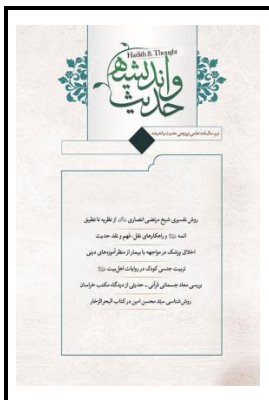 Hadith & Thought
حدیث و اندیشه
نیم سال‌نامه علمی ترویجی حدیث و اندیشه
روش تفسیری شیخ مرتضی انصاری از نظریه تا تطبیق
ائمه و راهکارهای نقل، فهم و نقد حدیث
اخلاق پزشک در مواجهه با بیمار از منظر آموزه‌های دینی
تربیت جنسی کودک در روایات اهل‌بیت
بررسی معاد جسمانی قرآنی - حدیثی از دیدگاه مکتب خراسان
روش‌شناسی سیّد محسن امین در کتاب البحر الزخار